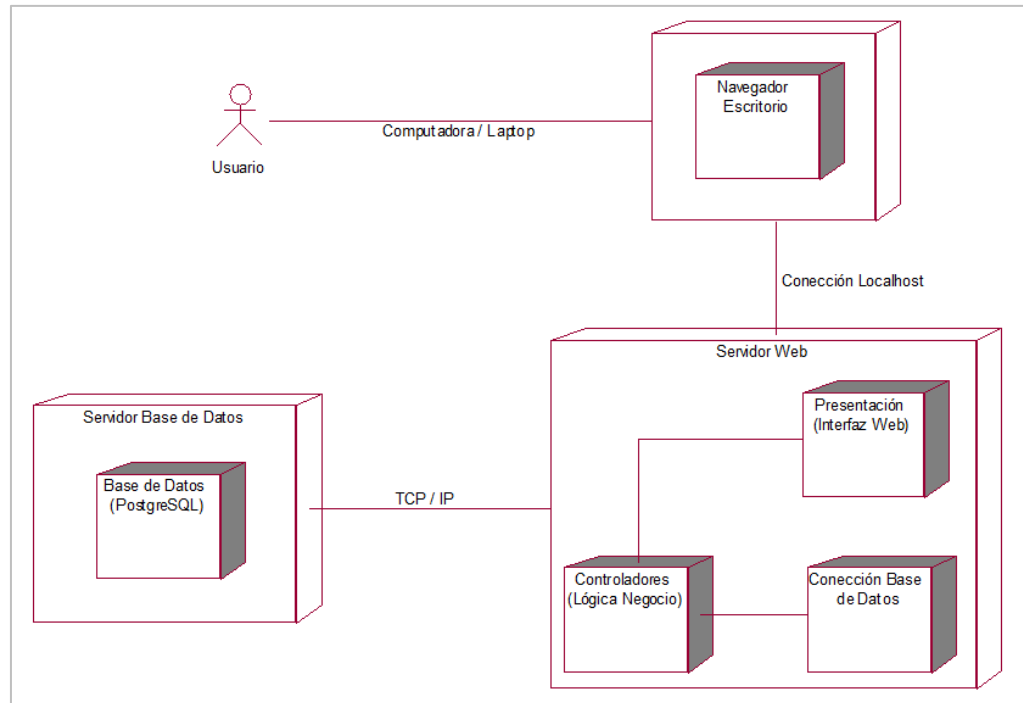 Navegador
Escritorio
Computadora / Laptop
Usuario
Conección Localhost
Servidor Web
Presentación
(Interfaz Web)
Servidor Base de Datos
Base de Datos
(PostgreSQL)
TCP / IP
Controladores
(Lógica Negocio)
Conección Base
de Datos